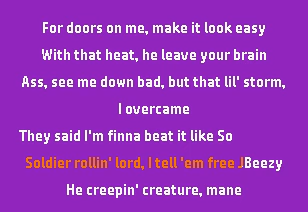 For doors on me, make it look easy
With that heat, he leave your brain
Ass, see me down bad, but that lil' storm,
I overcame
They said I'm finna beat it like So
Soldier rollin' lord, I tell 'em free JBeezy
He creepin' creature, mane